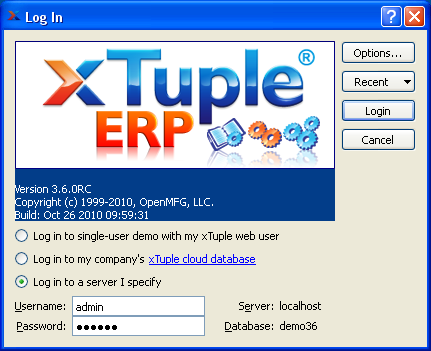 Log In
xTuple®
ERP
Options...
Recent
Login
Cancel
Version 3.6.0RC
Copyright (c) 1999-2010, OpenMFG, LLC.
Build: Oct 26 2010 09:59:31
Log in to single-user demo with my xTuple web user
Log in to my company's xTuple cloud database
Log in to a server I specify
Username: admin Server: localhost
Password: ●●●●●● Database: demo36